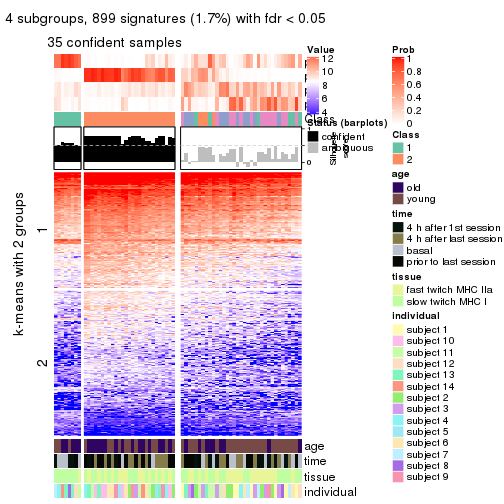 4 subgroups, 899 signatures (1.7%) with fdr < 0.05
35 confident samples
k-means with 2 groups
1
2
Class
1
0
age
time
tissue
individual
Value
12
10
8
6
4
Status (barplots)
confident
ambiguous
Prob
1
0.8
0.6
0.4
0.2
0
Class
1
2
age
old
young
time
4 h after 1st session
4 h after last session
basal
prior to last session
tissue
fast twitch MHC IIa
slow twitch MHC I
individual
subject 1
subject 10
subject 11
subject 12
subject 13
subject 14
subject 2
subject 3
subject 4
subject 5
subject 6
subject 7
subject 8
subject 9